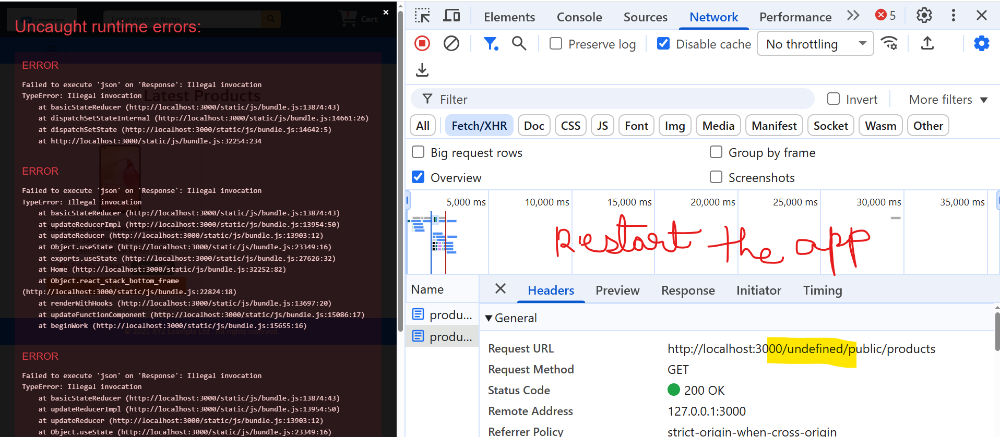 Enter Product Name
1
Cart
×
Uncaught runtime errors:
ERROR
Failed to execute 'json' on 'Response': Illegal invocation
TypeError: Illegal invocation
Latest Products
at basicStateReducer (http://localhost:3000/static/js/bundle.js:13874:43)
at dispatchSetStateInternal (http://localhost:3000/static/js/bundle.js:14661:26)
at dispatchSetState (http://localhost:3000/static/js/bundle.js:14642:5)
at http://localhost:3000/static/js/bundle.js:32254:234
ERROR
Failed to execute 'json' on 'Response': Illegal invocation
TypeError: Illegal invocation
at basicStateReducer (http://localhost:3000/static/js/bundle.js:13874:43)
at updateReducerImpl (http://localhost:3000/static/js/bundle.js:13954:50)
at updateReducer (http://localhost:3000/static/js/bundle.js:13903:12)
at Object.useState (http://localhost:3000/static/js/bundle.js:23349:16)
at exports.useState (http://localhost:3000/static/js/bundle.js:27626:32)
at Home (http://localhost:3000/static/js/bundle.js:32252:82)
at Object.react_stack_bottom_frame
(http://localhost:3000/static/js/bundle.js:22824:18)
at renderWithHooks (http://localhost:3000/static/js/bundle.js:13697:20)
at updateFunctionComponent (http://localhost:3000/static/js/bundle.js:15086:17)
at beginWork (http://localhost:3000/static/js/bundle.js:15655:16)
© 2025 XYZ Example Ltd . All rights reserved.
ERROR
Failed to execute 'json' on 'Response': Illegal invocation
TypeError: Illegal invocation
at basicStateReducer (http://localhost:3000/static/js/bundle.js:13874:43)
at updateReducerImpl (http://localhost:3000/static/js/bundle.js:13954:50)
at updateReducer (http://localhost:3000/static/js/bundle.js:13903:12)
at Object.useState (http://localhost:3000/static/js/bundle.js:23349:16)
Elements Console Sources Network Performance 5
Preserve log Disable cache No throttling
Filter Invert More filters
All Fetch/XHR Doc CSS JS Font Img Media Manifest Socket Wasm Other
Big request rows Group by frame
Overview Screenshots
5,000 ms 10,000 ms 15,000 ms 20,000 ms 25,000 ms 30,000 ms 35,000 ms
Restart the app
Name Headers Preview Response Initiator Timing
produ...
produ...
General
Request URL http://localhost:3000/undefined/public/products
Request Method GET
Status Code 200 OK
Remote Address 127.0.0.1:3000
Referrer Policy strict-origin-when-cross-origin